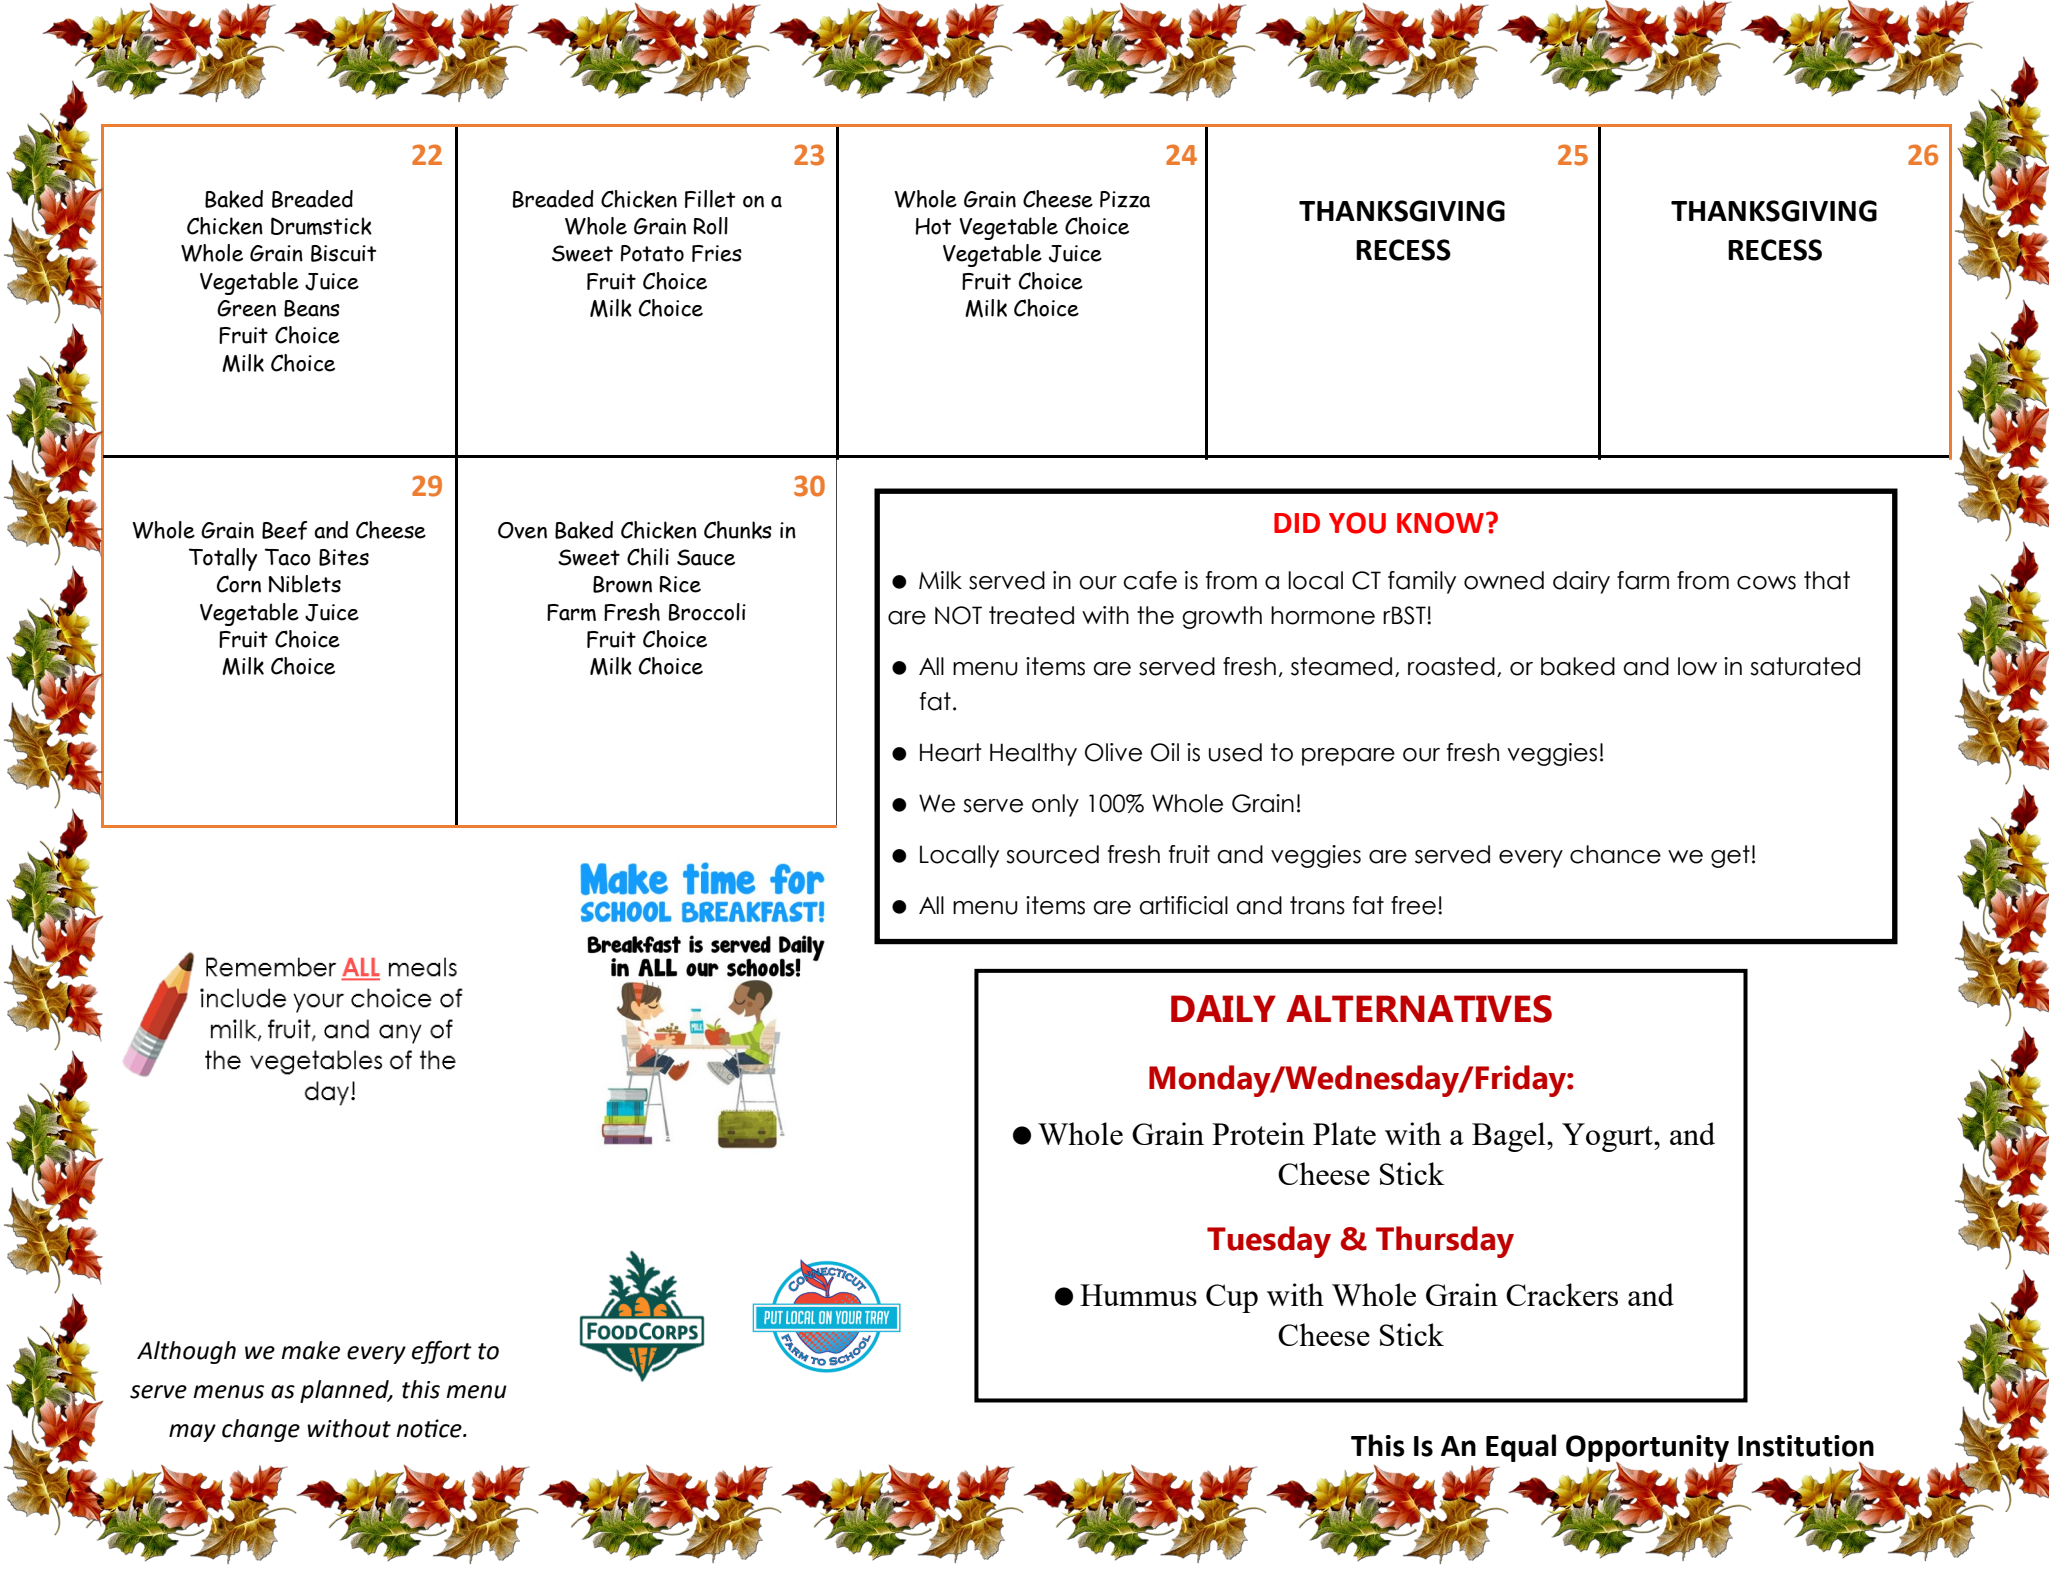 22
Baked Breaded
Chicken Drumstick
Whole Grain Biscuit
Vegetable Juice
Green Beans
Fruit Choice
Milk Choice
23
Breaded Chicken Fillet on a
Whole Grain Roll
Sweet Potato Fries
Fruit Choice
Milk Choice
24
Whole Grain Cheese Pizza
Hot Vegetable Choice
Vegetable Juice
Fruit Choice
Milk Choice
25
THANKSGIVING
RECESS
26
THANKSGIVING
RECESS
29
Whole Grain Beef and Cheese
Totally Taco Bites
Corn Niblets
Vegetable Juice
Fruit Choice
Milk Choice
30
Oven Baked Chicken Chunks in
Sweet Chili Sauce
Brown Rice
Farm Fresh Broccoli
Fruit Choice
Milk Choice
DID YOU KNOW?
● Milk served in our cafe is from a local CT family owned dairy farm from cows that
are NOT treated with the growth hormone rBST!
● All menu items are served fresh, steamed, roasted, or baked and low in saturated
fat.
● Heart Healthy Olive Oil is used to prepare our fresh veggies!
● We serve only 100% Whole Grain!
● Locally sourced fresh fruit and veggies are served every chance we get!
● All menu items are artificial and trans fat free!
Remember ALL meals
include your choice of
milk, fruit, and any of
the vegetables of the
day!
Make time for
SCHOOL BREAKFAST!
Breakfast is served Daily
in ALL our schools!
MILK
DAILY ALTERNATIVES
Monday/Wednesday/Friday:
● Whole Grain Protein Plate with a Bagel, Yogurt, and
Cheese Stick
Tuesday & Thursday
● Hummus Cup with Whole Grain Crackers and
Cheese Stick
FOODCORPS
CONNECTICUT
PUT LOCAL ON YOUR TRAY
FARM TO SCHOOL
Although we make every effort to
serve menus as planned, this menu
may change without notice.
This Is An Equal Opportunity Institution